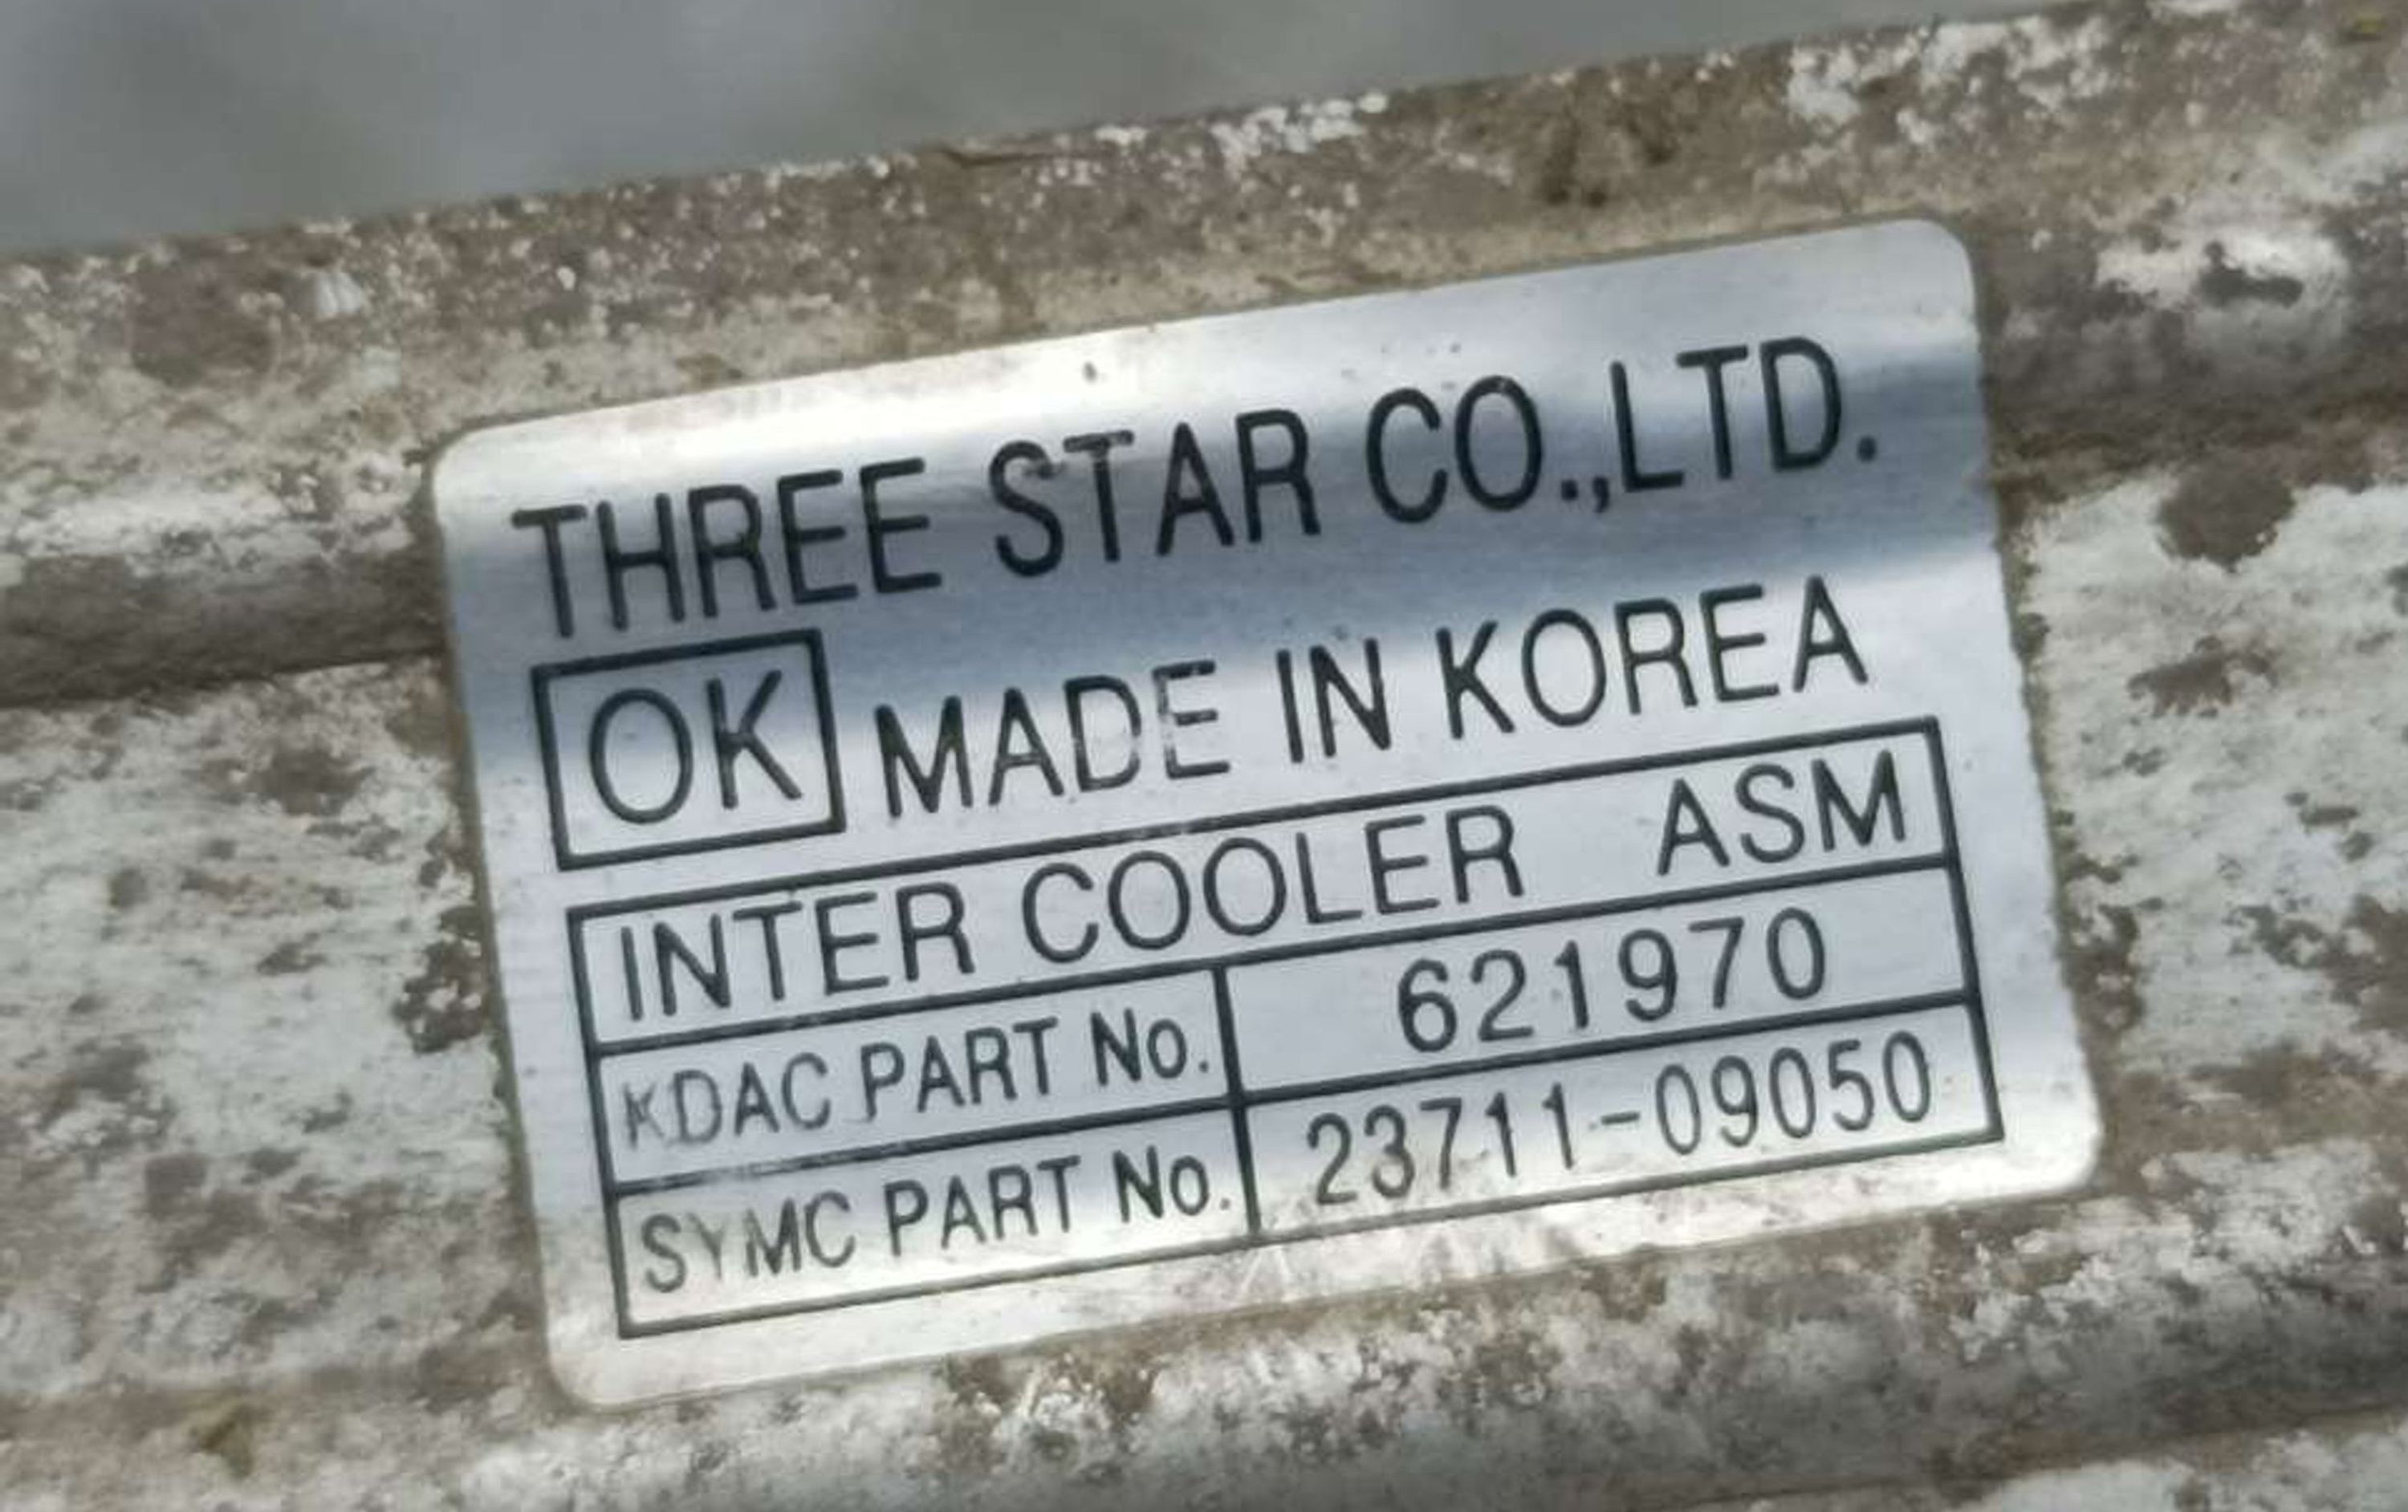 THREE STAR CO.,LTD.
OK MADE IN KOREA
INTER COOLER ASM
KDAC PART No. 621970
SYMC PART No. 23711-09050